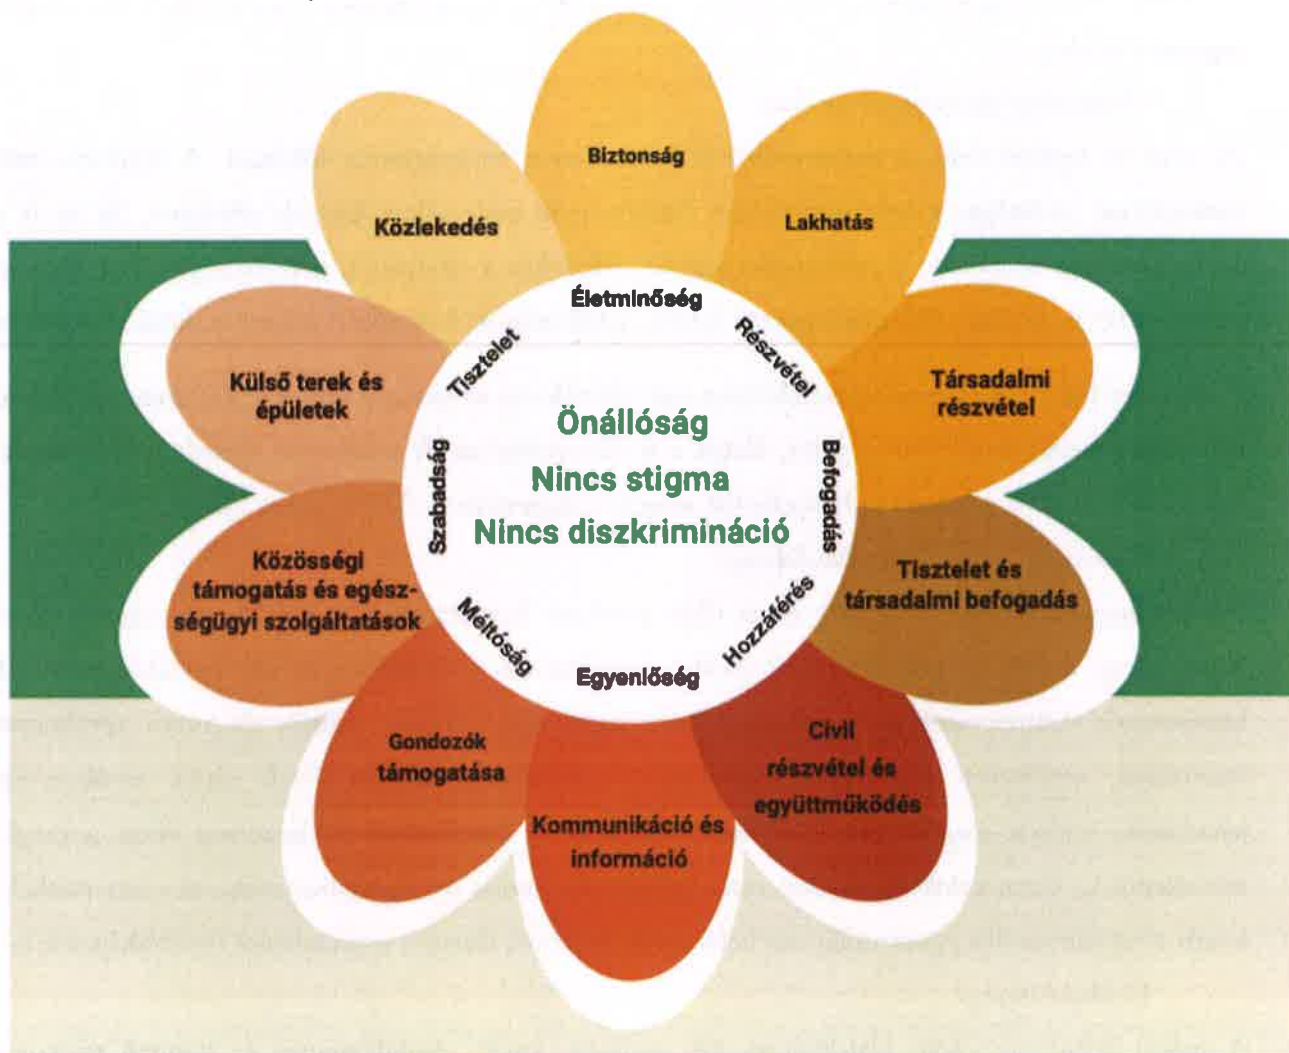 Biztonság
Lakhatás
Társadalmi
részvétel
Tisztelet és
társadalmi befogadás
Civil
részvétel és
együttműködés
Kommunikáció és
információ
Gondozók
támogatása
Közösségi
támogatás és egész-
ségügyi szolgáltatások
Külső terek és
épületek
Közlekedés
Életminőség
Részvétel
Befogadás
Hozzáférés
Egyenlőség
Méltóság
Szabadság
Tisztelet
Önállóság
Nincs stigma
Nincs diszkrimináció